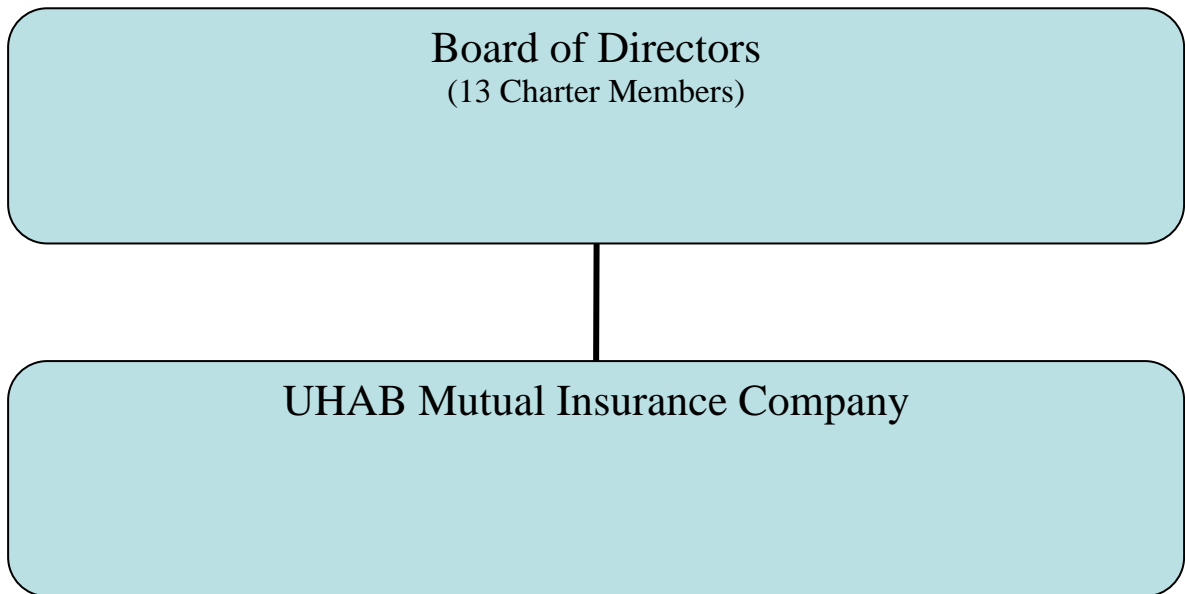 Board of Directors
(13 Charter Members)
UHAB Mutual Insurance Company